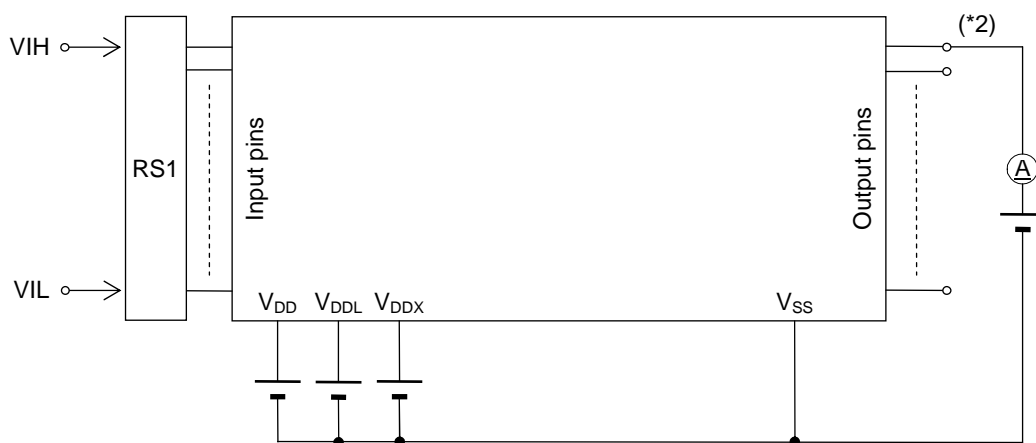 (*2)
VIH
RS1
Input pins
Output pins
A
VIL
VDD
VDDL
VDDX
VSS